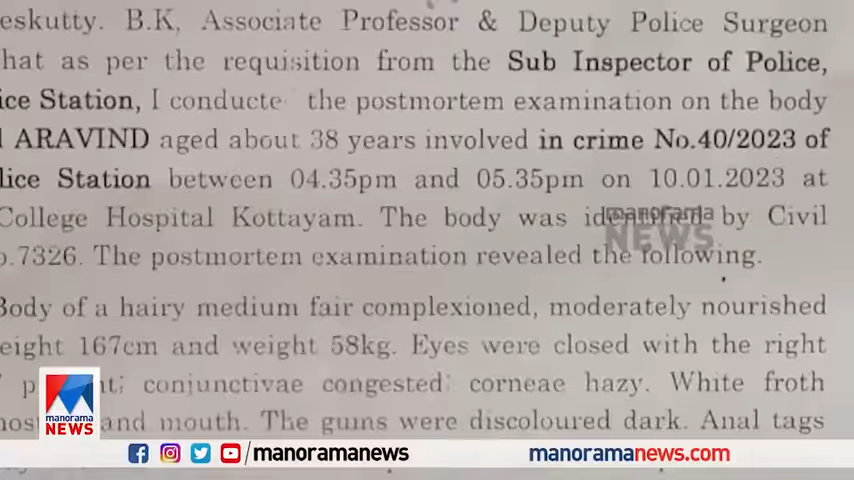 eskutty. B.K, Associate Professor & Deputy Police Surgeon
hat as per the requisition from the Sub Inspector of Police,
ice Station, I conducte the postmortem examination on the body
l ARAVIND aged about 38 years involved in crime No.40/2023 of
lice Station between 04.35pm and 05.35pm on 10.01.2023 at
College Hospital Kottayam. The body was identified by Civil
manorama
NEWS
o.7326. The postmortem examination revealed the following.
Body of a hairy medium fair complexioned, moderately nourished
eight 167cm and weight 58kg. Eyes were closed with the right
conjunctivae congested; corneae hazy. White froth
nost and mouth. The gums were discoloured dark. Anal tags
manorama
NEWS
/manoramanews
manoramanews.com